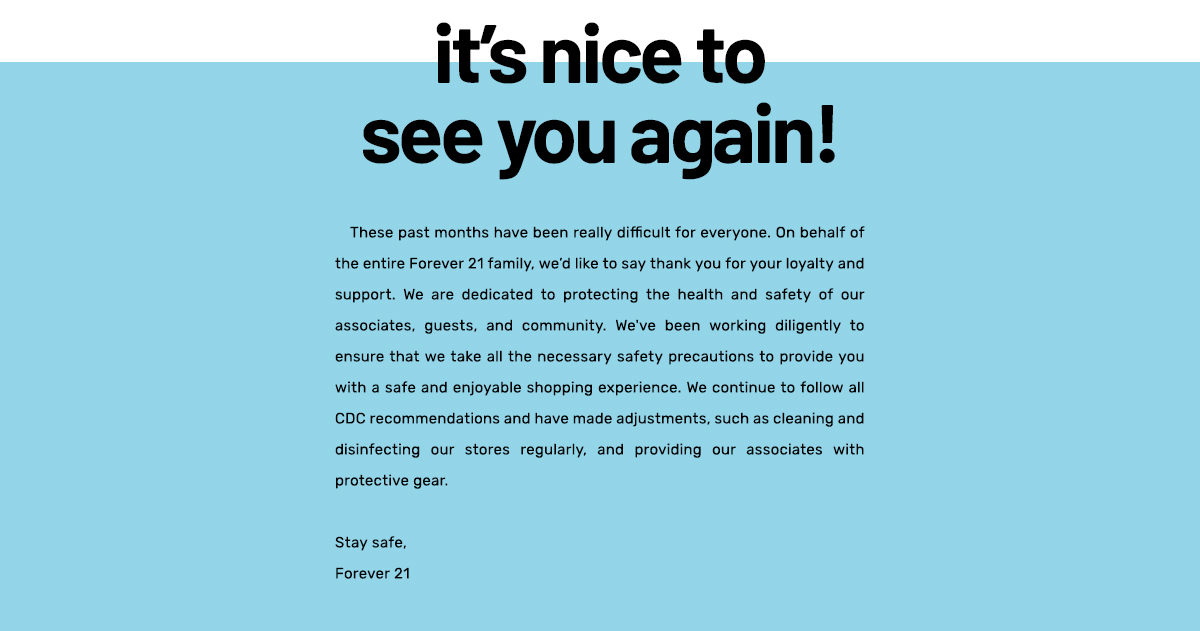 it’s nice to
see you again!
These past months have been really difficult for everyone. On behalf of
the entire Forever 21 family, we’d like to say thank you for your loyalty and
support. We are dedicated to protecting the health and safety of our
associates, guests, and community. We've been working diligently to
ensure that we take all the necessary safety precautions to provide you
with a safe and enjoyable shopping experience. We continue to follow all
CDC recommendations and have made adjustments, such as cleaning and
disinfecting our stores regularly, and providing our associates with
protective gear.
Stay safe,
Forever 21